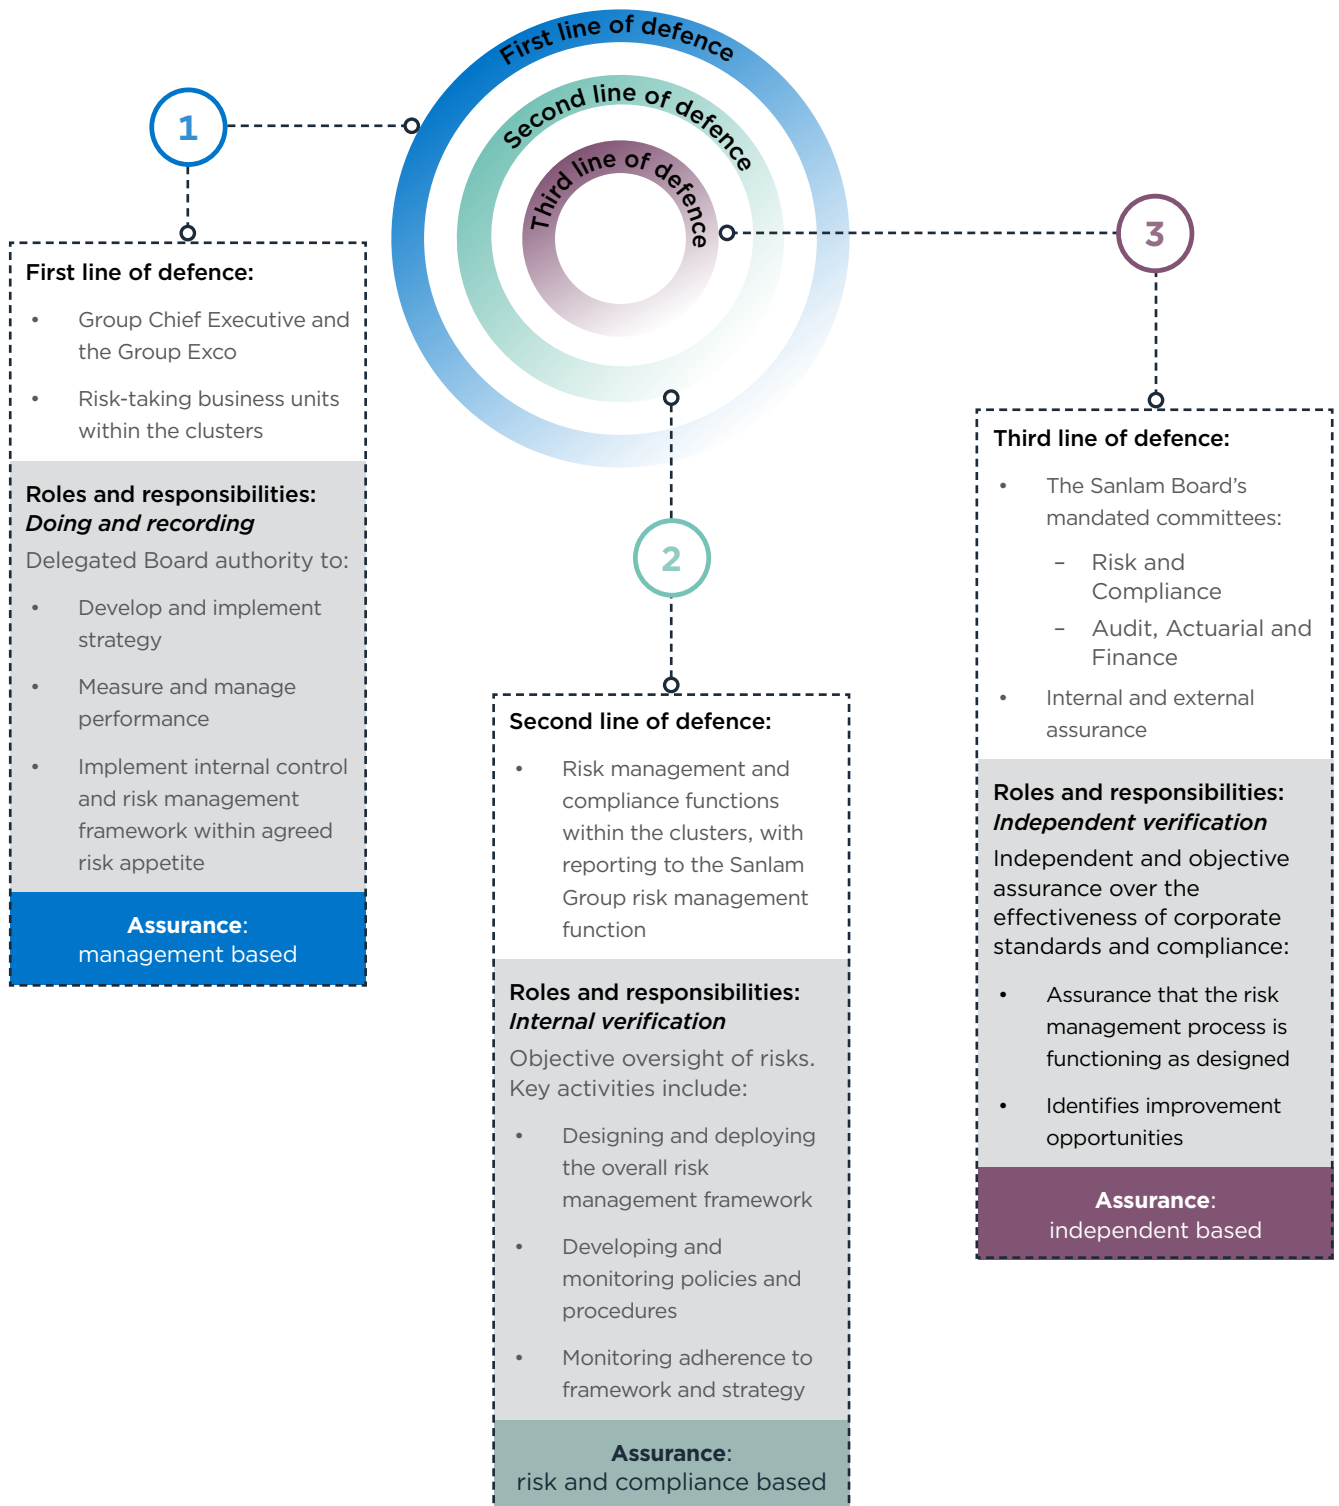 First line of defence
Second line of defence
Third line of defence
1
First line of defence:
• Group Chief Executive and
the Group Exco
• Risk-taking business units
within the clusters
Roles and responsibilities:
Doing and recording
Delegated Board authority to:
• Develop and implement
strategy
• Measure and manage
performance
• Implement internal control
and risk management
framework within agreed
risk appetite
Assurance:
management based
2
Second line of defence:
• Risk management and
compliance functions
within the clusters, with
reporting to the Sanlam
Group risk management
function
Roles and responsibilities:
Internal verification
Objective oversight of risks.
Key activities include:
• Designing and deploying
the overall risk
management framework
• Developing and
monitoring policies and
procedures
• Monitoring adherence to
framework and strategy
Assurance:
risk and compliance based
3
Third line of defence:
• The Sanlam Board’s
mandated committees:
– Risk and
Compliance
– Audit, Actuarial and
Finance
• Internal and external
assurance
Roles and responsibilities:
Independent verification
Independent and objective
assurance over the
effectiveness of corporate
standards and compliance:
• Assurance that the risk
management process is
functioning as designed
• Identifies improvement
opportunities
Assurance:
independent based